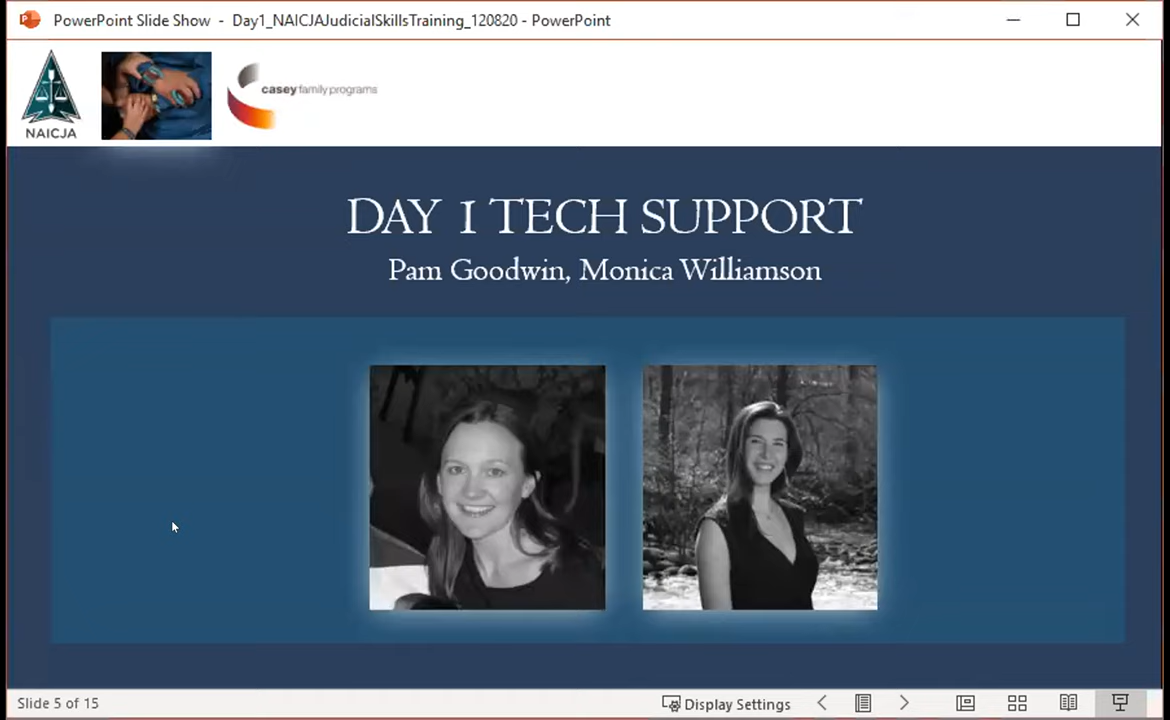 PowerPoint Slide Show - Day1_NAICJAJudicialSkillsTraining_120820 - PowerPoint
NAICJA
casey family programs
DAY 1 TECH SUPPORT
Pam Goodwin, Monica Williamson
Slide 5 of 15
Display Settings